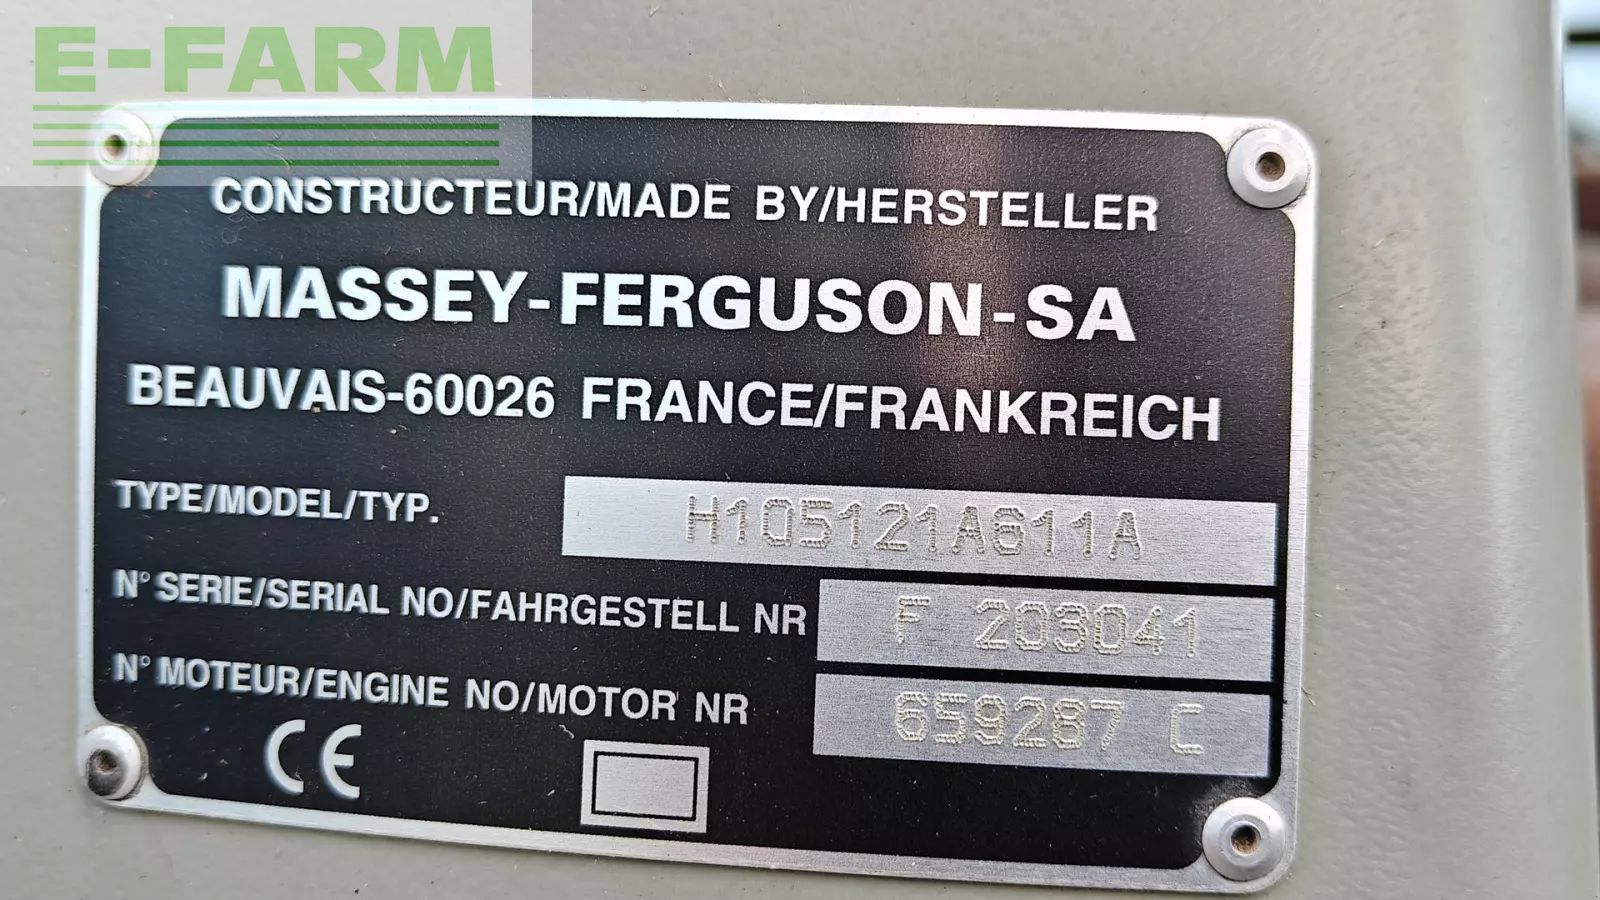 E-FARM
CONSTRUCTEUR/MADE BY/HERSTELLER
MASSEY-FERGUSON-SA
BEAUVAIS-60026 FRANCE/FRANKREICH
TYPE/MODEL/TYP. H105121A611A
N° SERIE/SERIAL NO/FAHRGESTELL NR F 203041
N° MOTEUR/ENGINE NO/MOTOR NR 659287 C
CE